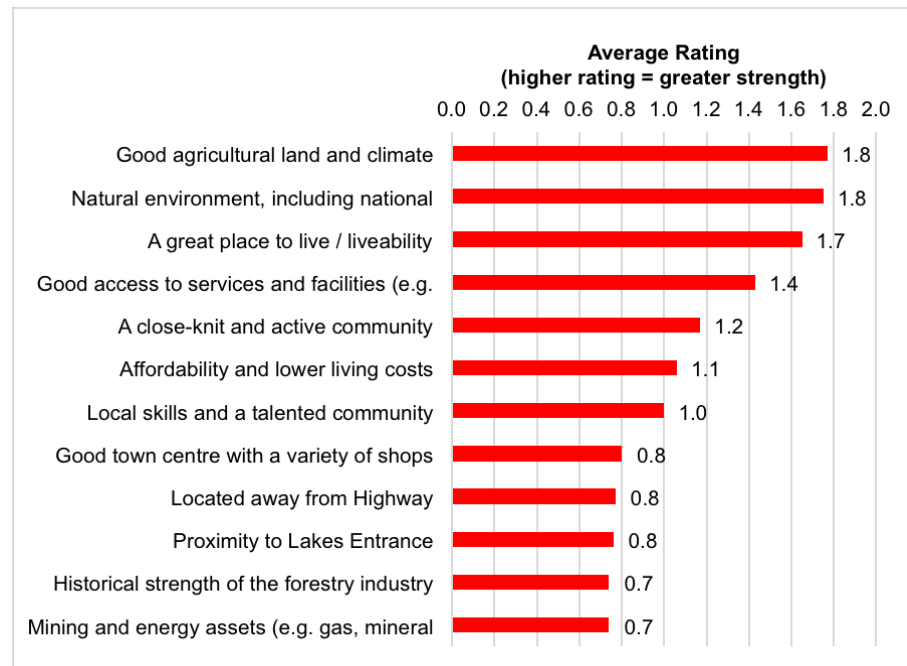 Average Rating
(higher rating = greater strength)
0.0 0.2 0.4 0.6 0.8 1.0 1.2 1.4 1.6 1.8 2.0
Good agricultural land and climate 1.8
Natural environment, including national 1.8
A great place to live / liveability 1.7
Good access to services and facilities (e.g. 1.4
A close-knit and active community 1.2
Affordability and lower living costs 1.1
Local skills and a talented community 1.0
Good town centre with a variety of shops 0.8
Located away from Highway 0.8
Proximity to Lakes Entrance 0.8
Historical strength of the forestry industry 0.7
Mining and energy assets (e.g. gas, mineral 0.7